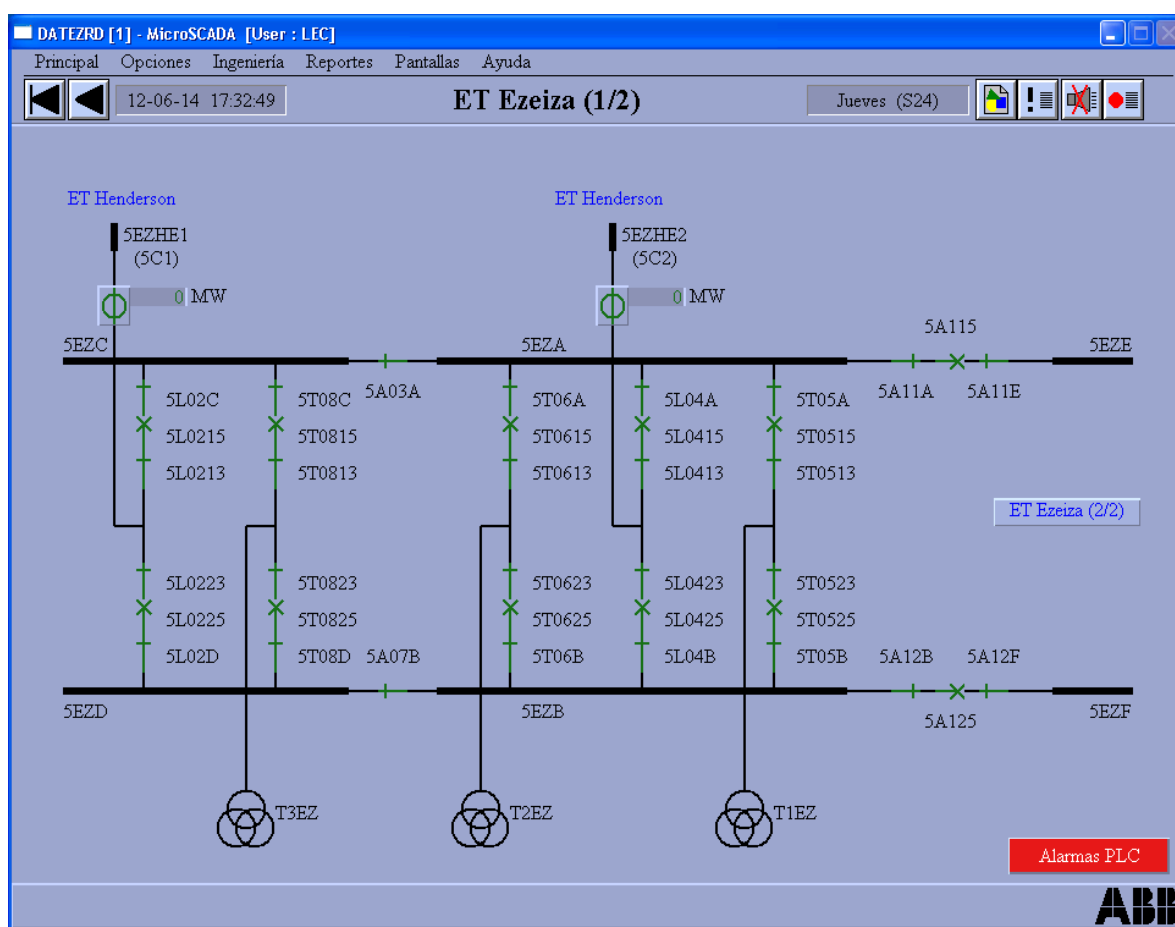 DATEZRD [1] - MicroSCADA [User : LEC]
Principal Opciones Ingeniería Reportes Pantallas Ayuda
12-06-14 17:32:49
ET Ezeiza (1/2)
Jueves (S24)
ET Henderson ET Henderson
5EZHE1 5EZHE2
(5C1) (5C2)
0 MW 0 MW
5A115
5EZC 5EZA 5EZE
5L02C 5T08C 5A03A 5T06A 5L04A 5T05A 5A11A 5A11E
5L0215 5T0815 5T0615 5L0415 5T0515
5L0213 5T0813 5T0613 5L0413 5T0513
ET Ezeiza (2/2)
5L0223 5T0823 5T0623 5L0423 5T0523
5L0225 5T0825 5T0625 5L0425 5T0525
5L02D 5T08D 5A07B 5T06B 5L04B 5T05B 5A12B 5A12F
5EZD 5EZB 5EZF
5A125
T3EZ T2EZ T1EZ
Alarmas PLC
ABB